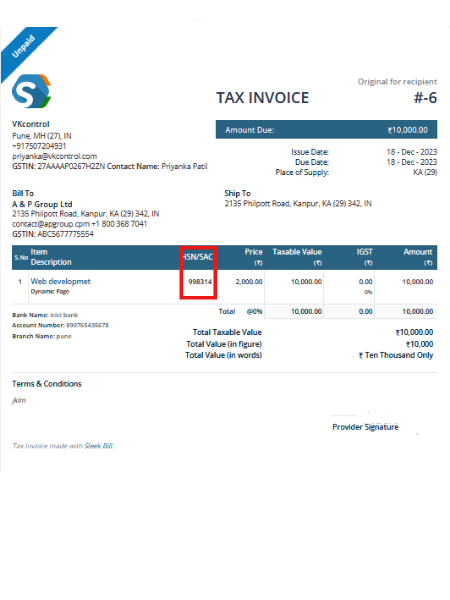 Unpaid
Original for recipient
TAX INVOICE
#-6
VKcontrol
Pune, MH (27), IN
+917507204931
priyanka@vkcontrol.com
GSTIN: 27AAAAP0267H2ZN Contact Name: Priyanka Patil
Amount Due: ₹10,000.00
Issue Date: 18 - Dec - 2023
Due Date: 18 - Dec - 2023
Place of Supply: KA (29)
Bill To
A & P Group Ltd
2135 Philpott Road, Kanpur, KA (29) 342, IN
contact@apgroup.cpm +1 800 368 7041
GSTIN: ABC5677775554
Ship To
2135 Philpott Road, Kanpur, KA (29) 342, IN
S.No Item Description HSN/SAC Price (₹) Taxable Value (₹) IGST (₹) Amount (₹)
1 Web developmet 998314 2,000.00 10,000.00 0.00 10,000.00
Dynamic Page 0%
Total @0% 10,000.00 0.00 10,000.00
Bank Name: icici bank
Account Number: 890765435678
Branch Name: pune
Total Taxable Value ₹10,000.00
Total Value (in figure) ₹10,000
Total Value (in words) ₹ Ten Thousand Only
Terms & Conditions
jkim
Provider Signature
Tax Invoice made with Sleek Bill.